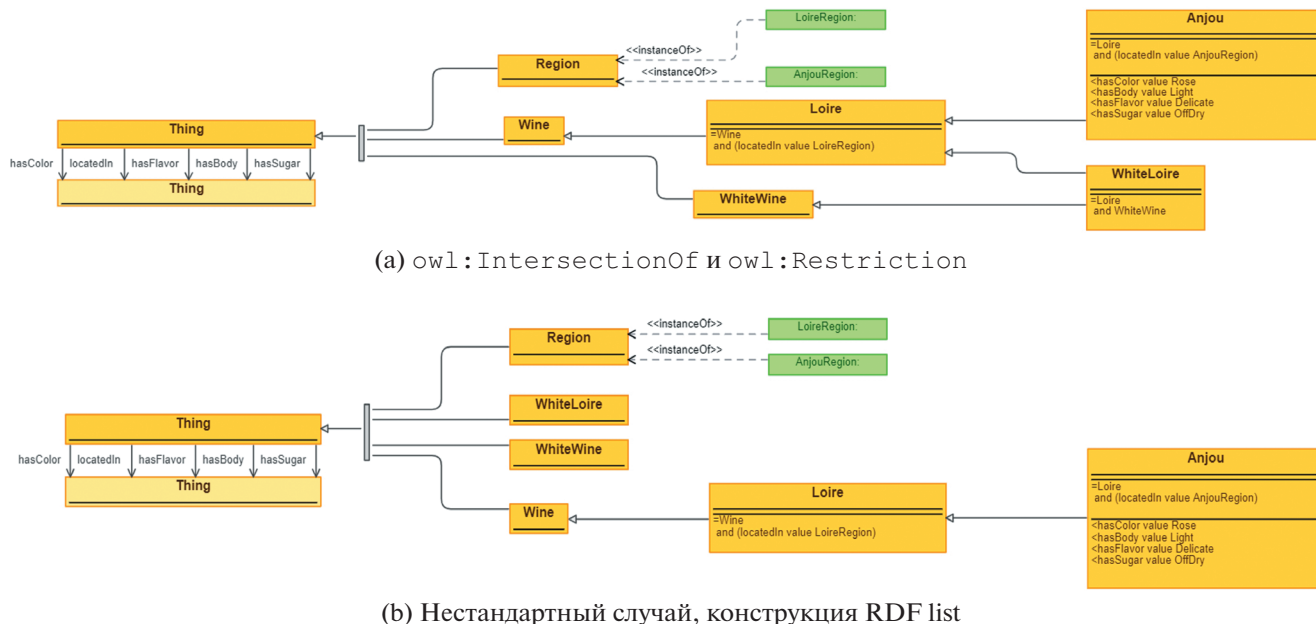 LoireRegion:
<<instanceOf>>
Region
<<instanceOf>>
AnjouRegion:
Anjou
=Loire
and (locatedIn value AnjouRegion)
<hasColor value Rose
<hasBody value Light
<hasFlavor value Delicate
<hasSugar value OffDry
Thing
Wine
Loire
=Wine
and (locatedIn value LoireRegion)
hasColor locatedIn hasFlavor hasBody hasSugar
Thing
WhiteWine
WhiteLoire
=Loire
and WhiteWine
(a) owl:IntersectionOf и owl:Restriction
<<instanceOf>>
LoireRegion:
Region
<<instanceOf>>
AnjouRegion:
WhiteLoire
Thing
WhiteWine
hasColor locatedIn hasFlavor hasBody hasSugar
Thing
Wine
Loire
=Wine
and (locatedIn value LoireRegion)
Anjou
=Loire
and (locatedIn value AnjouRegion)
<hasColor value Rose
<hasBody value Light
<hasFlavor value Delicate
<hasSugar value OffDry
(b) Нестандартный случай, конструкция RDF list